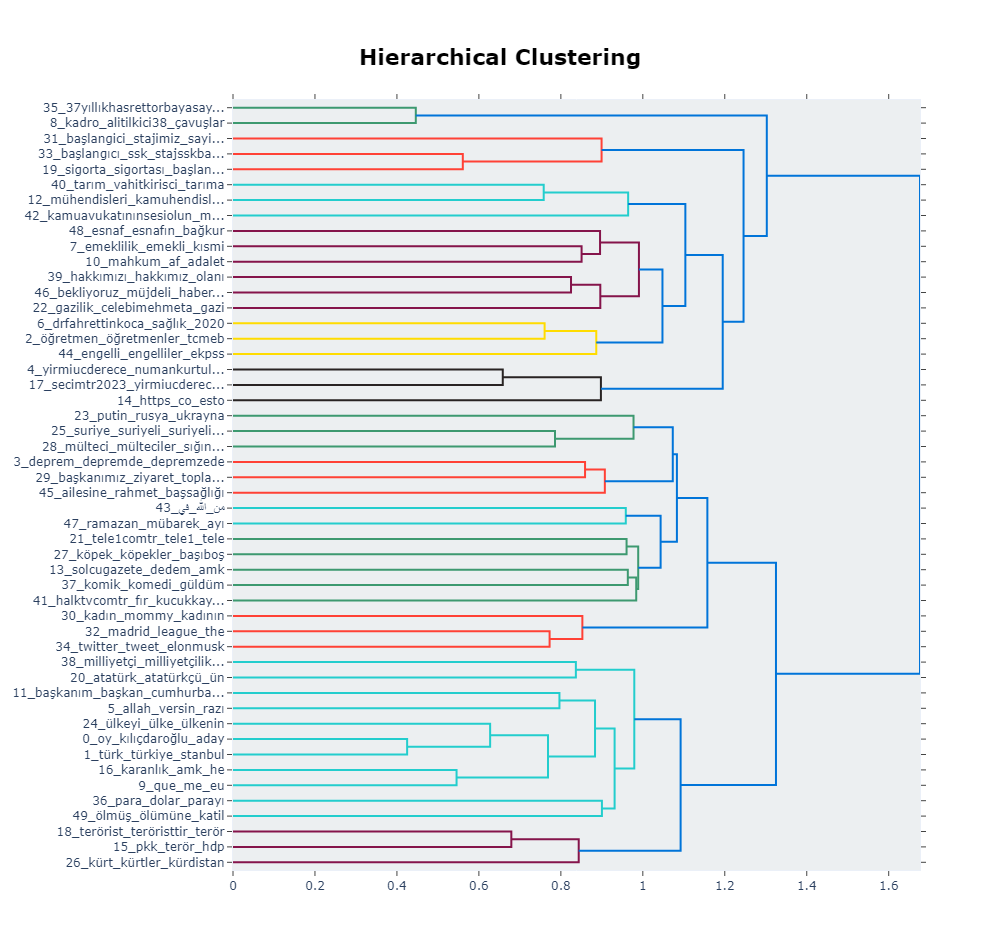 Hierarchical Clustering
35_37yıllıkhasrettorbayasay...
8_kadro_alitilkici38_çavuşlar
31_başlangici_stajimiz_sayi...
33_başlangıcı_ssk_stajsskba...
19_sigorta_sigortası_başlan...
40_tarım_vahitkirisci_tarıma
12_mühendisleri_kamuhendisl...
42_kamuavukatınınsesiolun_m...
48_esnaf_esnafın_bağkur
7_emeklilik_emekli_kısmi
10_mahkum_af_adalet
39_hakkımızı_hakkımız_olanı
46_bekliyoruz_müjdeli_haber...
22_gazilik_celebimehmeta_gazi
6_drfahrettinkoca_sağlık_2020
2_öğretmen_öğretmenler_tcmeb
44_engelli_engelliler_ekpss
4_yirmiucderece_numankurtul...
17_secimtr2023_yirmiucderec...
14_https_co_esto
23_putin_rusya_ukrayna
25_suriye_suriyeli_suriyeli...
28_mülteci_mülteciler_sığın...
3_deprem_depremde_depremzede
29_başkanımız_ziyaret_topla...
45_ailesine_rahmet_başsağlığı
43_من_الله_في
47_ramazan_mübarek_ayı
21_tele1comtr_tele1_tele
27_köpek_köpekler_başıboş
13_solcugazete_dedem_amk
37_komik_komedi_güldüm
41_halktvcomtr_fır_kucukkay...
30_kadın_mommy_kadının
32_madrid_league_the
34_twitter_tweet_elonmusk
38_milliyetçi_milliyetçilik...
20_atatürk_atatürkçü_ün
11_başkanım_başkan_cumhurba...
5_allah_versin_razı
24_ülkeyi_ülke_ülkenin
0_oy_kılıçdaroğlu_aday
1_türk_türkiye_stanbul
16_karanlık_amk_he
9_que_me_eu
36_para_dolar_parayı
49_ölmüş_ölümüne_katil
18_terörist_teröristtir_terör
15_pkk_terör_hdp
26_kürt_kürtler_kürdistan
0 0.2 0.4 0.6 0.8 1 1.2 1.4 1.6